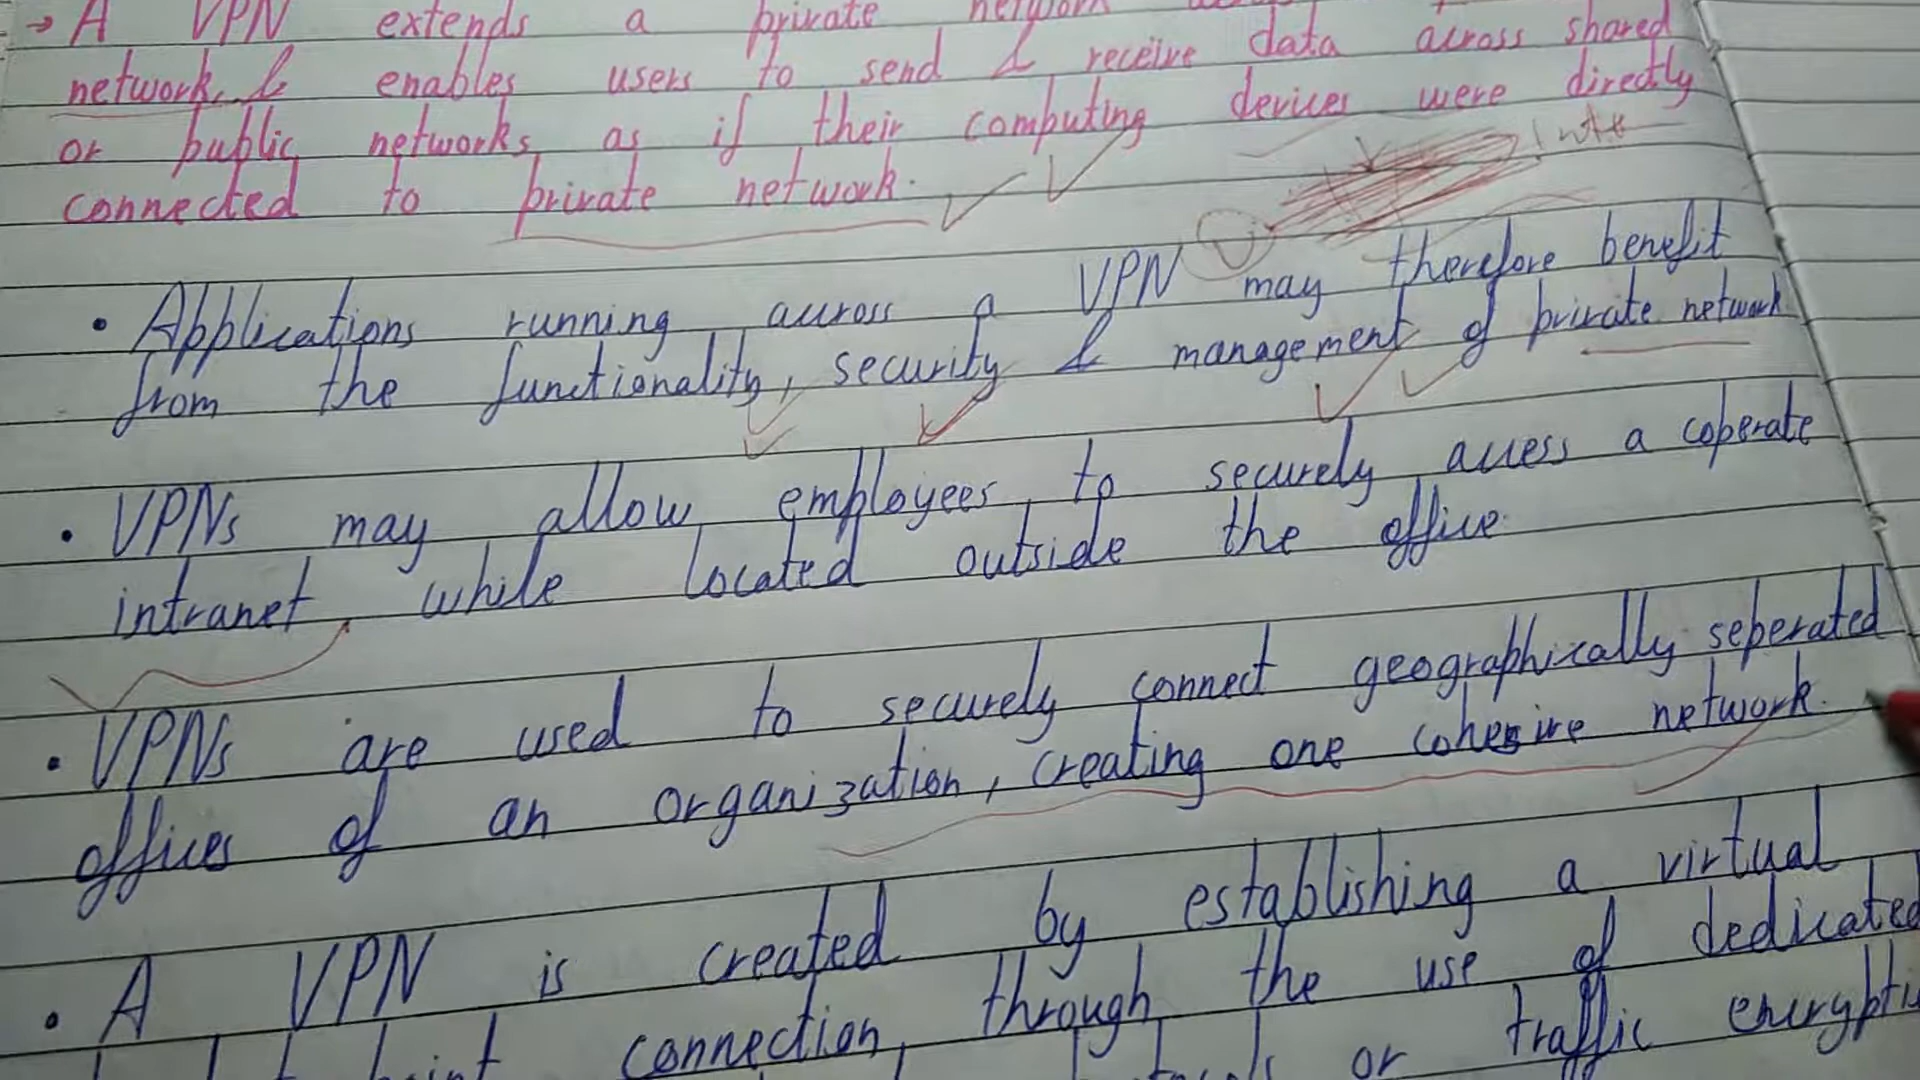 → A VPN extends a private network
network & enables users to send & receive data across shared
or public networks as if their computing devices were directly
connected to private network.
• Applications running across a VPN may therefore benefit
from the functionality, security & management of private network
• VPNs may allow employees to securely access a coperate
intranet while located outside the office.
• VPNs are used to securely connect geographically seperated
offices of an organization, creating one cohesive network.
• A VPN is created by establishing a virtual
connection through the use of dedicated
or traffic